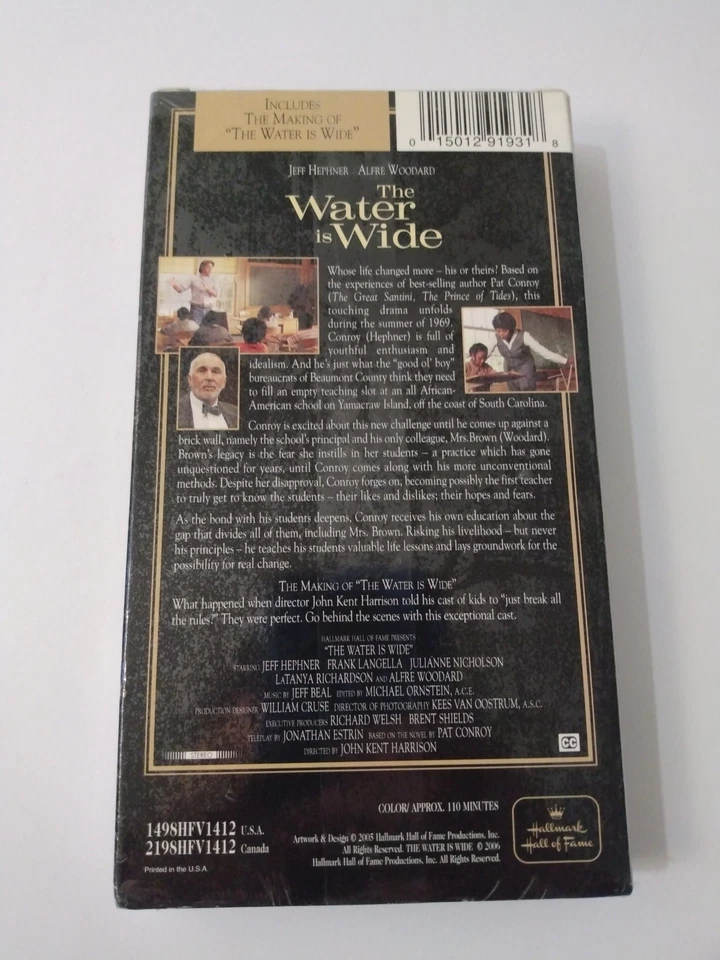 INCLUDES
THE MAKING OF
"THE WATER IS WIDE"
0 15012 91931 8
JEFF HEPHNER ALFRE WOODARD
The
Water
is Wide
Whose life changed more – his or theirs? Based on
the experiences of best-selling author Pat Conroy
(The Great Santini, The Prince of Tides), this
touching drama unfolds
during the summer of 1969.
Conroy (Hephner) is full of
youthful enthusiasm and
idealism. And he's just what the "good ol' boy"
bureaucrats of Beaumont County think they need
to fill an empty teaching slot at an all African-
American school on Yamacraw Island, off the coast of South Carolina.
Conroy is excited about this new challenge until he comes up against a
brick wall, namely the school's principal and his only colleague, Mrs. Brown (Woodard).
Brown's legacy is the fear she instills in her students – a practice which has gone
unquestioned for years, until Conroy comes along with his more unconventional
methods. Despite her disapproval, Conroy forges on, becoming possibly the first teacher
to truly get to know the students – their likes and dislikes; their hopes and fears.
As the bond with his students deepens, Conroy receives his own education about the
gap that divides all of them, including Mrs. Brown. Risking his livelihood – but never
his principles – he teaches his students valuable life lessons and lays groundwork for the
possibility for real change.
THE MAKING OF "THE WATER IS WIDE"
What happened when director John Kent Harrison told his cast of kids to "just break all
the rules?" They were perfect. Go behind the scenes with this exceptional cast.
HALLMARK HALL OF FAME PRESENTS
"THE WATER IS WIDE"
STARRING JEFF HEPHNER FRANK LANGELLA JULIANNE NICHOLSON
LATANYA RICHARDSON AND ALFRE WOODARD
MUSIC BY JEFF BEAL EDITED BY MICHAEL ORNSTEIN, A.C.E.
PRODUCTION DESIGNER WILLIAM CRUSE DIRECTOR OF PHOTOGRAPHY KEES VAN OOSTRUM, A.S.C.
EXECUTIVE PRODUCERS RICHARD WELSH BRENT SHIELDS
TELEPLAY BY JONATHAN ESTRIN BASED ON THE NOVEL BY PAT CONROY
DIRECTED BY JOHN KENT HARRISON
STEREO
CC
COLOR/ APPROX. 110 MINUTES
1498HFV1412 U.S.A.
2198HFV1412 Canada
Printed in the U.S.A.
Artwork & Design © 2005 Hallmark Hall of Fame Productions, Inc.
All Rights Reserved. THE WATER IS WIDE © 2006
Hallmark Hall of Fame Productions, Inc. All Rights Reserved.
Hallmark
Hall of Fame